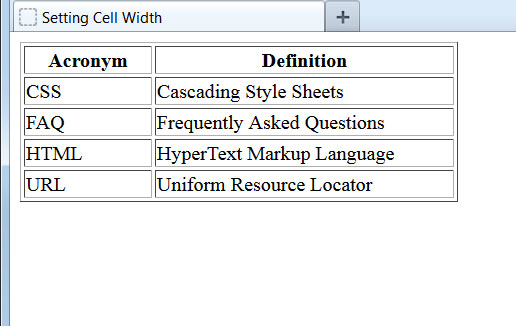 Setting Cell Width
Acronym Definition
CSS Cascading Style Sheets
FAQ Frequently Asked Questions
HTML HyperText Markup Language
URL Uniform Resource Locator